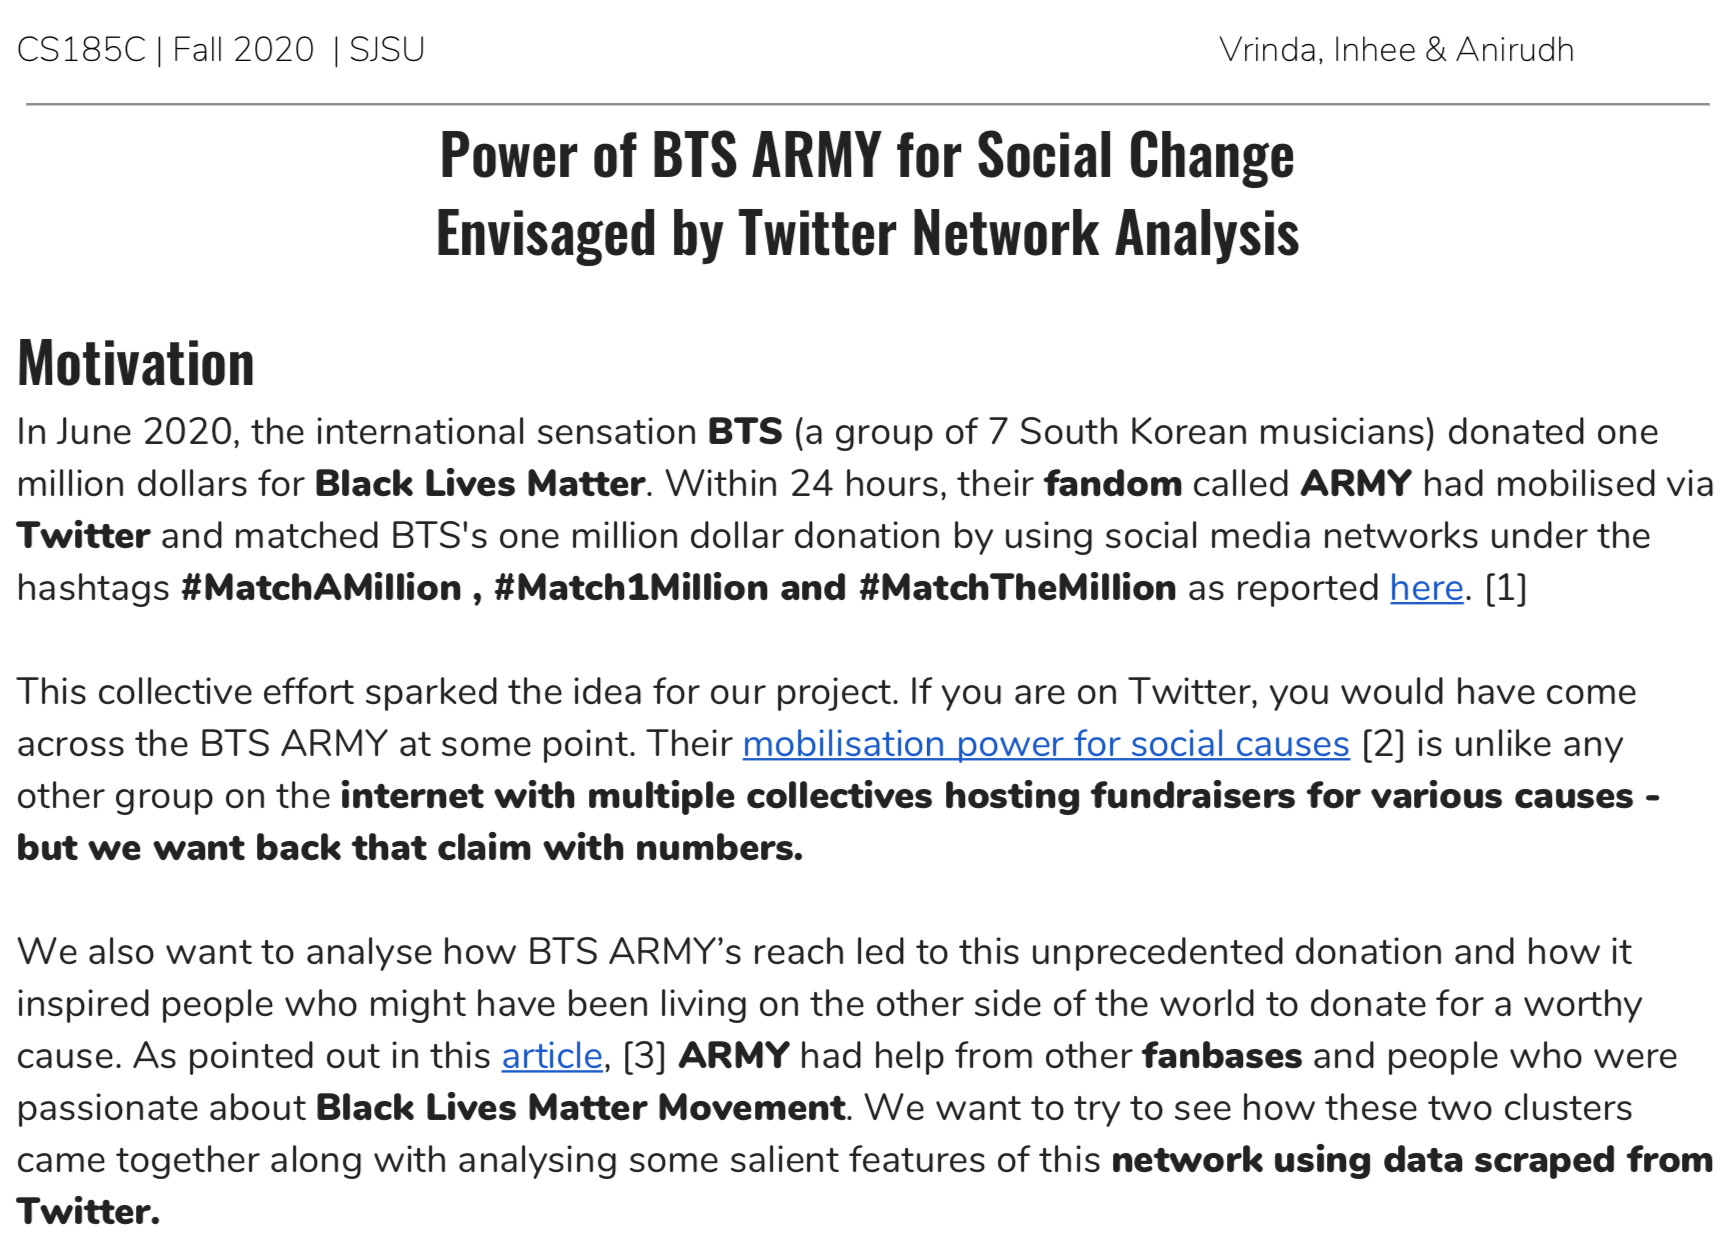 CS185C | Fall 2020 | SJSU Vrinda, Inhee & Anirudh
Power of BTS ARMY for Social Change
Envisaged by Twitter Network Analysis
Motivation
In June 2020, the international sensation BTS (a group of 7 South Korean musicians) donated one
million dollars for Black Lives Matter. Within 24 hours, their fandom called ARMY had mobilised via
Twitter and matched BTS's one million dollar donation by using social media networks under the
hashtags #MatchAMillion , #Match1Million and #MatchTheMillion as reported here. [1]
This collective effort sparked the idea for our project. If you are on Twitter, you would have come
across the BTS ARMY at some point. Their mobilisation power for social causes [2] is unlike any
other group on the internet with multiple collectives hosting fundraisers for various causes -
but we want back that claim with numbers.
We also want to analyse how BTS ARMY’s reach led to this unprecedented donation and how it
inspired people who might have been living on the other side of the world to donate for a worthy
cause. As pointed out in this article, [3] ARMY had help from other fanbases and people who were
passionate about Black Lives Matter Movement. We want to try to see how these two clusters
came together along with analysing some salient features of this network using data scraped from
Twitter.